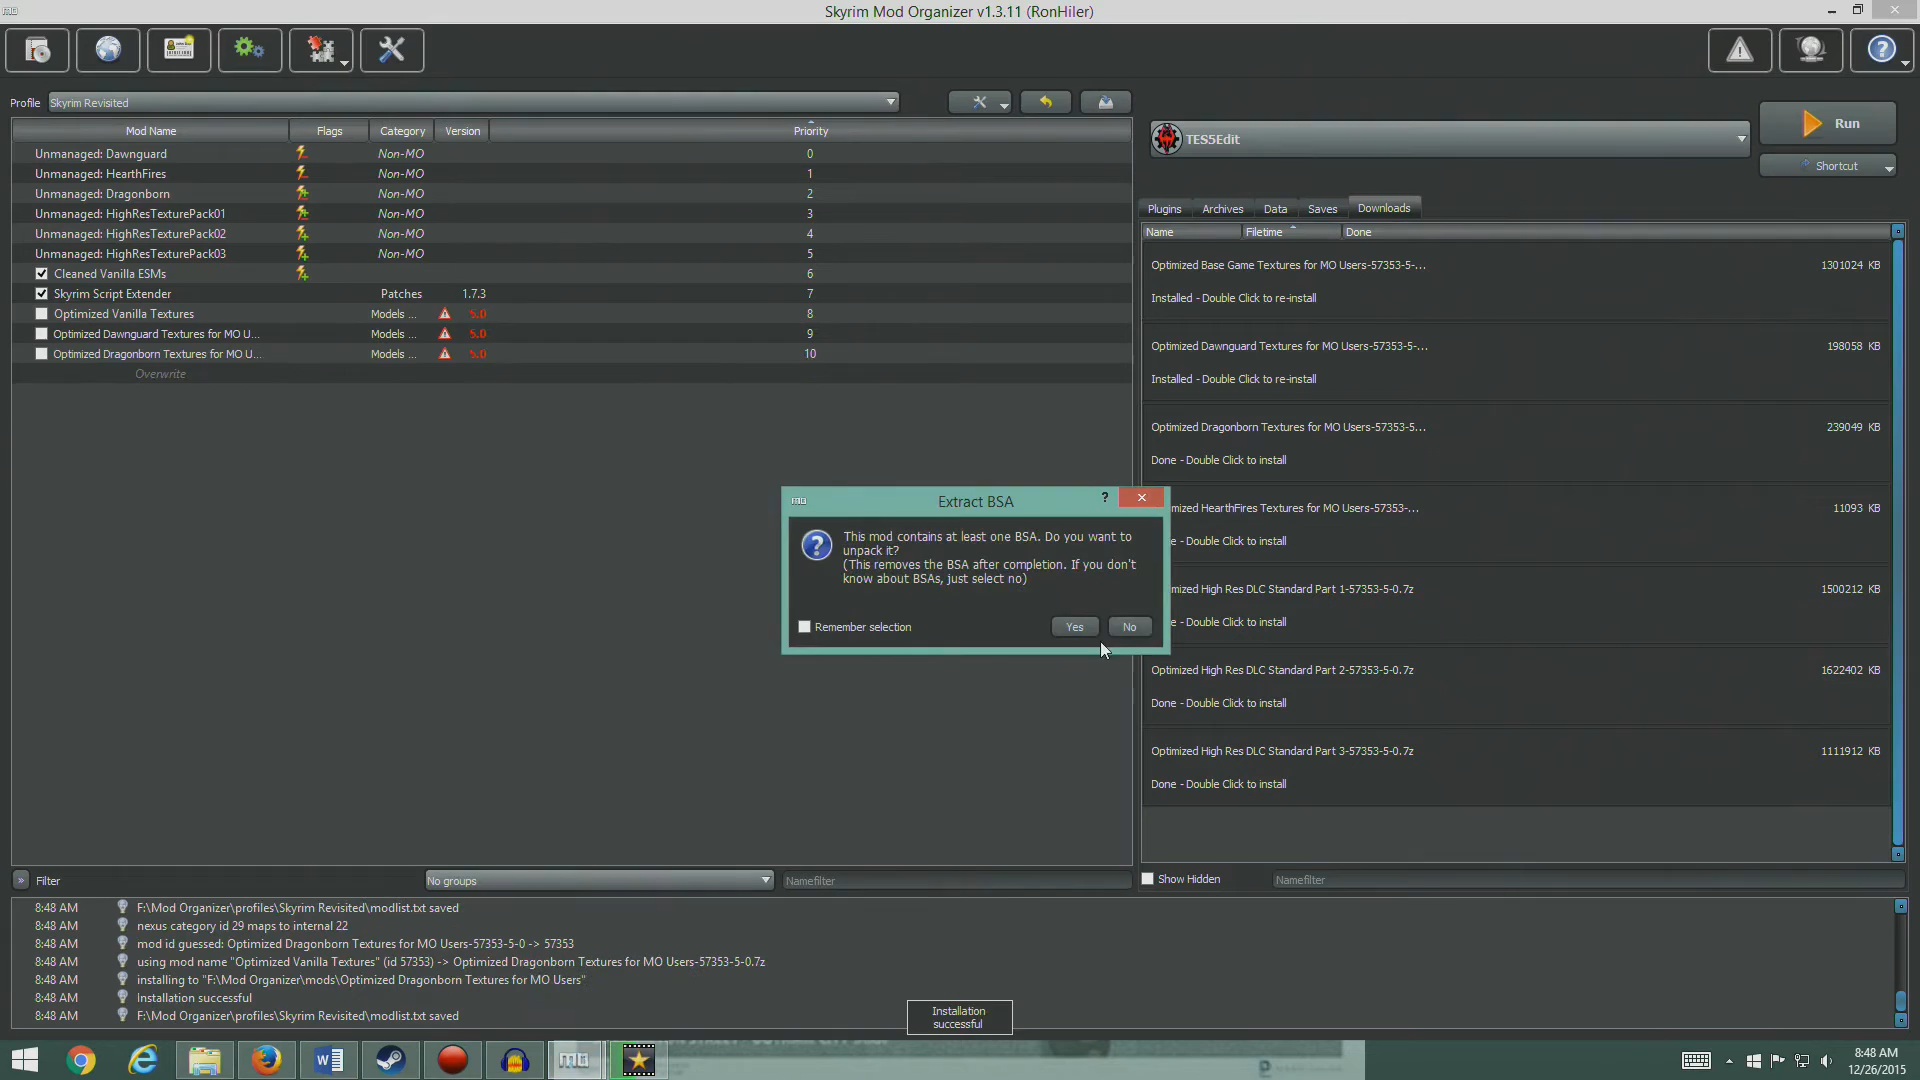 Skyrim Mod Organizer v1.3.11 (RonHiler)
Profile Skyrim Revisited
Mod Name Flags Category Version Priority
Unmanaged: Dawnguard Non-MO 0
Unmanaged: HearthFires Non-MO 1
Unmanaged: Dragonborn Non-MO 2
Unmanaged: HighResTexturePack01 Non-MO 3
Unmanaged: HighResTexturePack02 Non-MO 4
Unmanaged: HighResTexturePack03 Non-MO 5
Cleaned Vanilla ESMs 6
Skyrim Script Extender Patches 1.7.3 7
Optimized Vanilla Textures Models ... 5.0 8
Optimized Dawnguard Textures for MO U... Models ... 5.0 9
Optimized Dragonborn Textures for MO U... Models ... 5.0 10
Overwrite
TES5Edit
Run
Shortcut
Plugins Archives Data Saves Downloads
Name Filetime Done
Optimized Base Game Textures for MO Users-57353-5-... 1301024 KB
Installed - Double Click to re-install
Optimized Dawnguard Textures for MO Users-57353-5-... 198058 KB
Installed - Double Click to re-install
Optimized Dragonborn Textures for MO Users-57353-5... 239049 KB
Done - Double Click to install
mized HearthFires Textures for MO Users-57353-... 11093 KB
e - Double Click to install
mized High Res DLC Standard Part 1-57353-5-0.7z 1500212 KB
e - Double Click to install
Optimized High Res DLC Standard Part 2-57353-5-0.7z 1622402 KB
Done - Double Click to install
Optimized High Res DLC Standard Part 3-57353-5-0.7z 1111912 KB
Done - Double Click to install
Extract BSA
?
This mod contains at least one BSA. Do you want to
unpack it?
(This removes the BSA after completion. If you don't
know about BSAs, just select no)
Remember selection Yes No
» Filter No groups Namefilter
Show Hidden Namefilter
8:48 AM F:\Mod Organizer\profiles\Skyrim Revisited\modlist.txt saved
8:48 AM nexus category id 29 maps to internal 22
8:48 AM mod id guessed: Optimized Dragonborn Textures for MO Users-57353-5-0 -> 57353
8:48 AM using mod name "Optimized Vanilla Textures" (id 57353) -> Optimized Dragonborn Textures for MO Users-57353-5-0.7z
8:48 AM installing to "F:\Mod Organizer\mods\Optimized Dragonborn Textures for MO Users"
8:48 AM Installation successful
8:48 AM F:\Mod Organizer\profiles\Skyrim Revisited\modlist.txt saved
Installation
successful
8:48 AM
12/26/2015